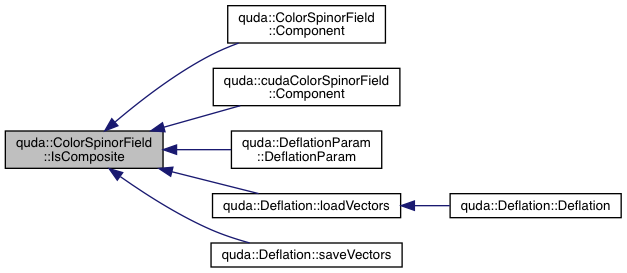 quda::ColorSpinorField
::Component
quda::cudaColorSpinorField
::Component
quda::ColorSpinorField
::IsComposite
quda::DeflationParam
::DeflationParam
quda::Deflation::loadVectors
quda::Deflation::Deflation
quda::Deflation::saveVectors